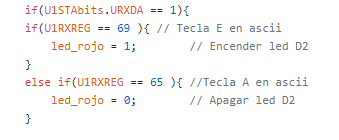 if(U1STAbits.URXDA == 1){
if(U1RXREG == 69 ){ // Tecla E en ascii
led_rojo = 1; // Encender led D2
}
else if(U1RXREG == 65 ){ //Tecla A en ascii
led_rojo = 0; // Apagar led D2
}